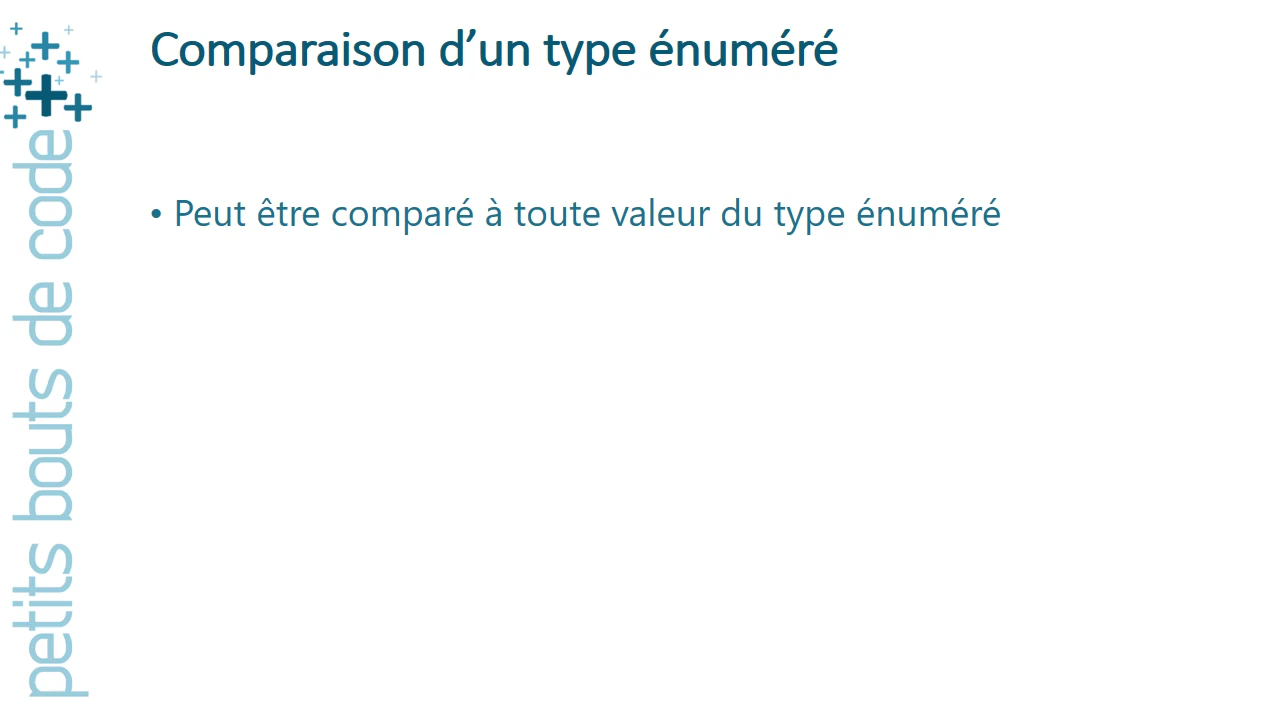 Comparaison d’un type énuméré
• Peut être comparé à toute valeur du type énuméré
petits bouts de code